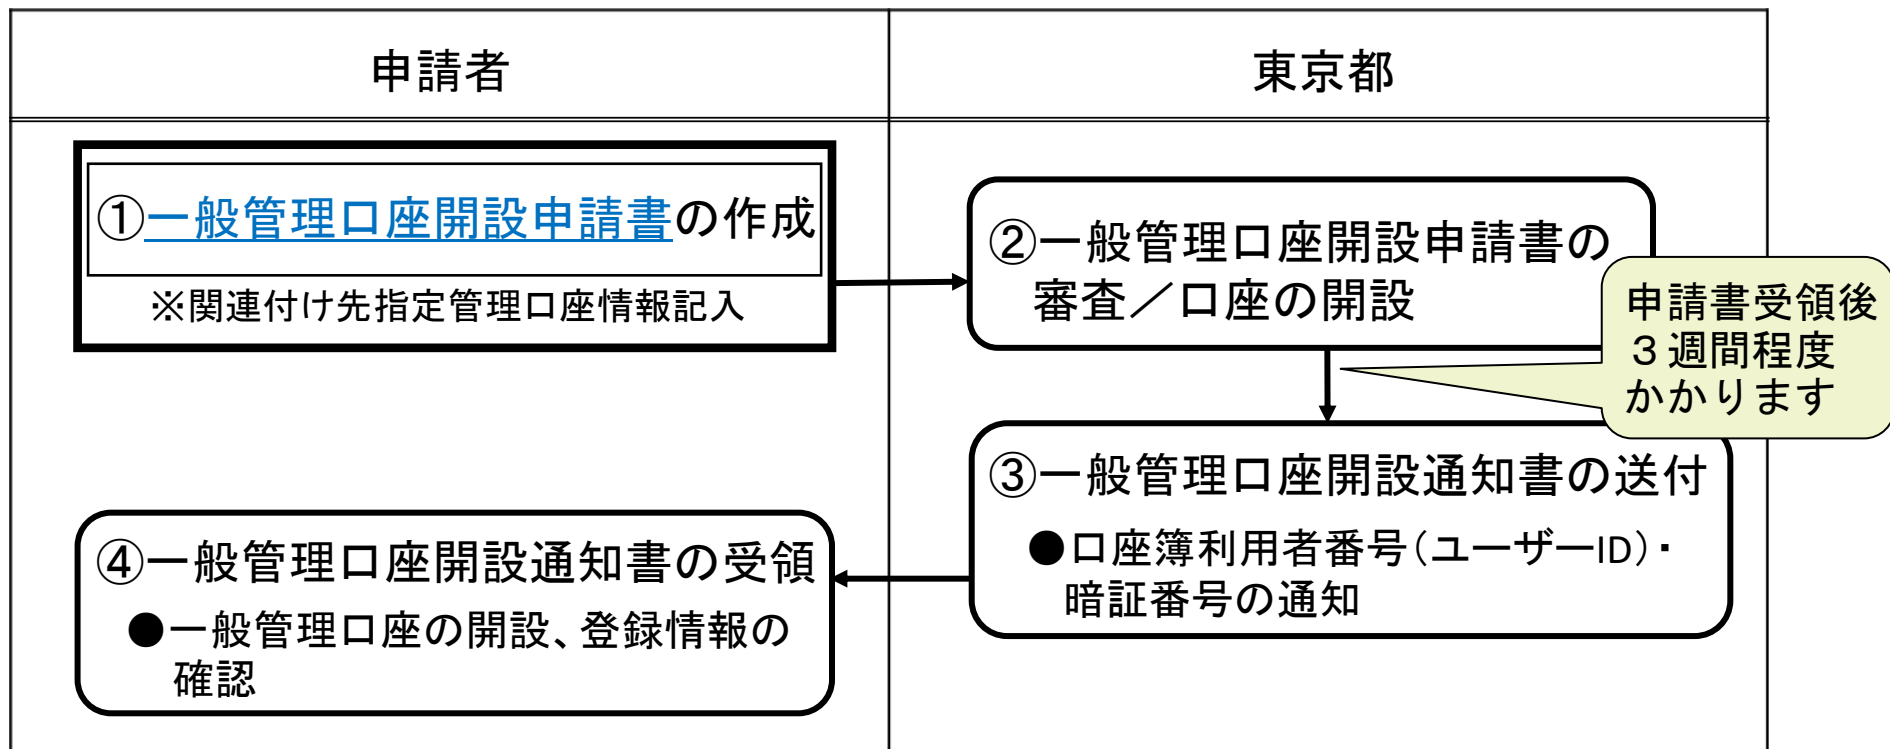 申請者
東京都
①一般管理口座開設申請書の作成
※関連付け先指定管理口座情報記入
②一般管理口座開設申請書の
審査／口座の開設
申請書受領後
３週間程度
かかります
③一般管理口座開設通知書の送付
●口座簿利用者番号（ユーザーID）・
暗証番号の通知
④一般管理口座開設通知書の受領
●一般管理口座の開設、登録情報の
確認